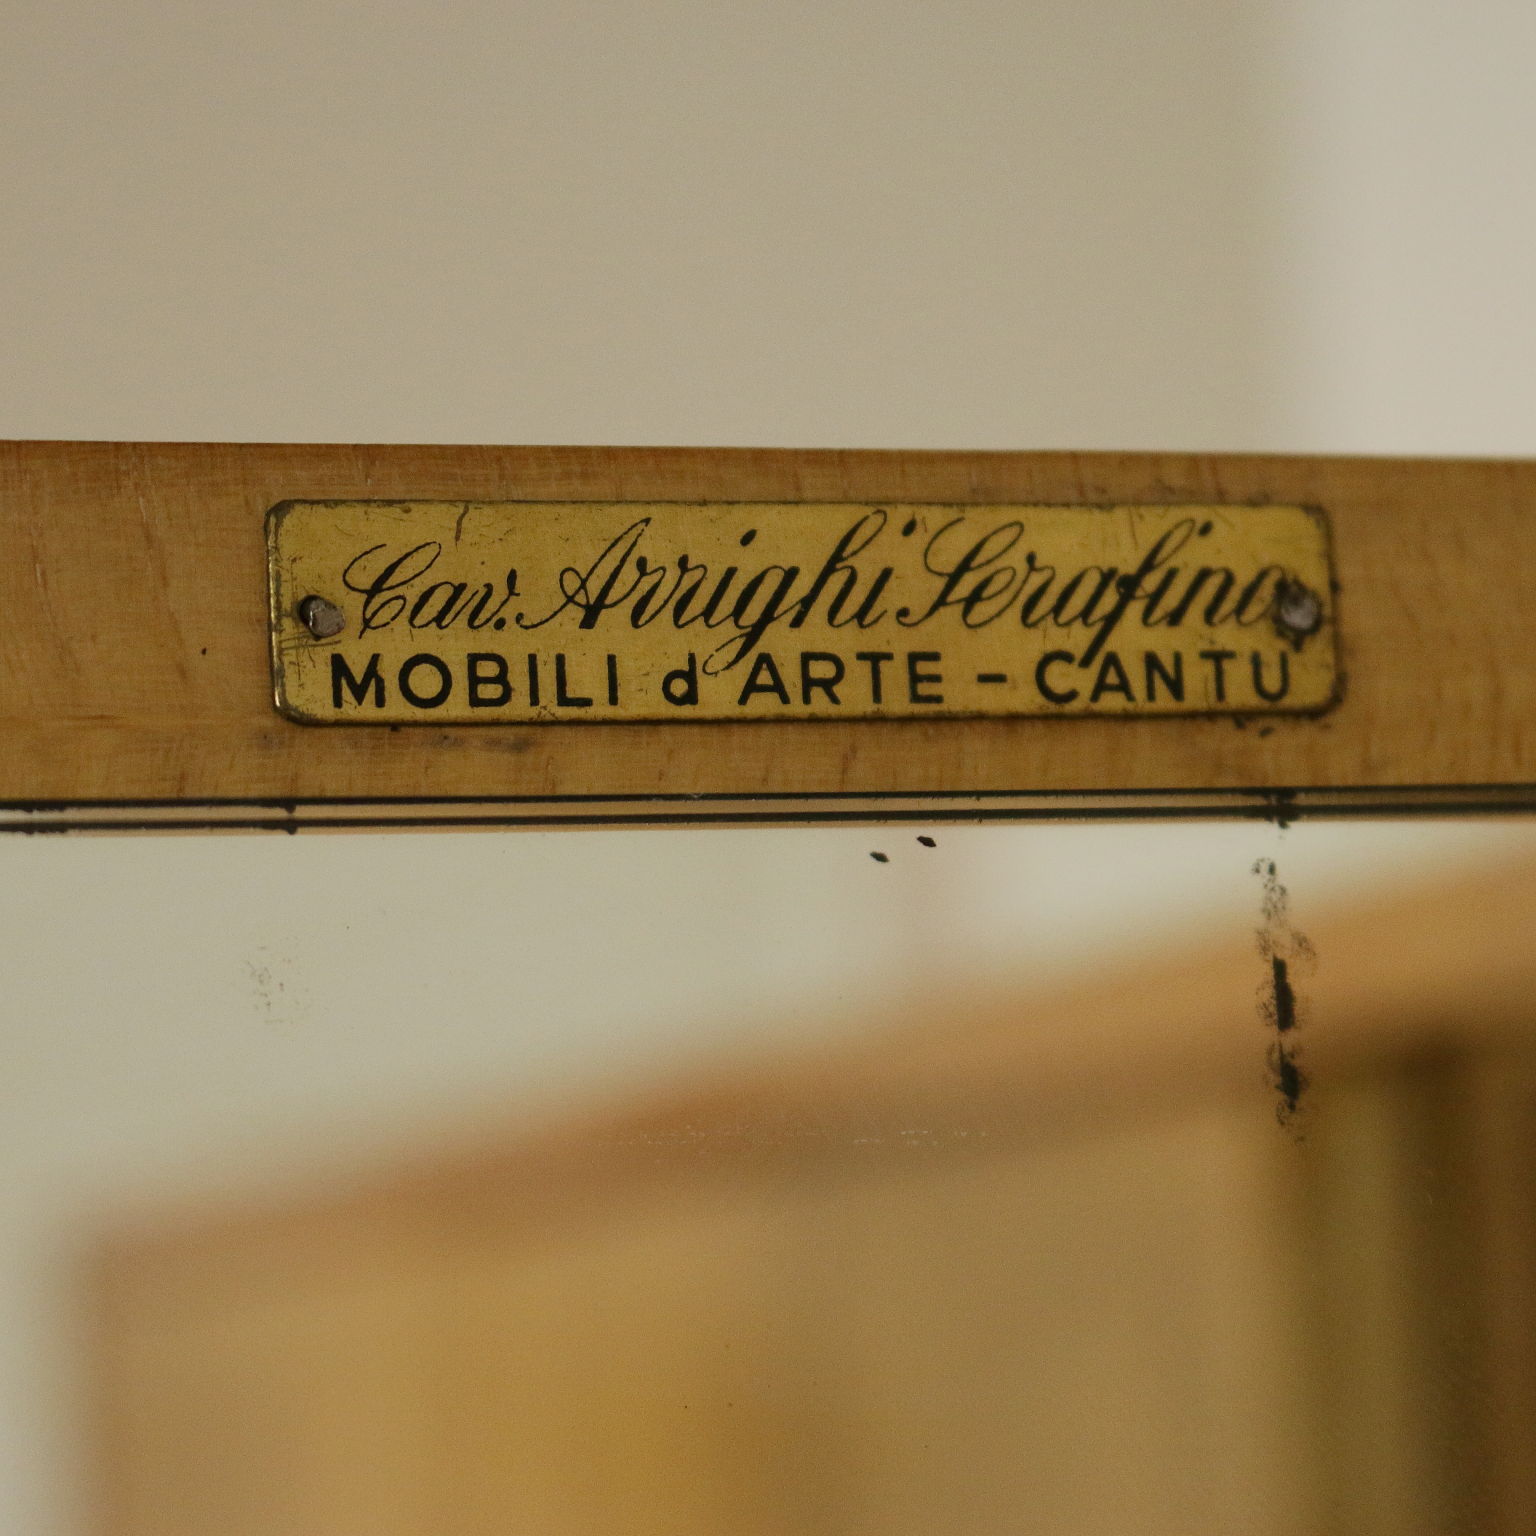 Cav. Arrighi Serafino
MOBILI d'ARTE - CANTU